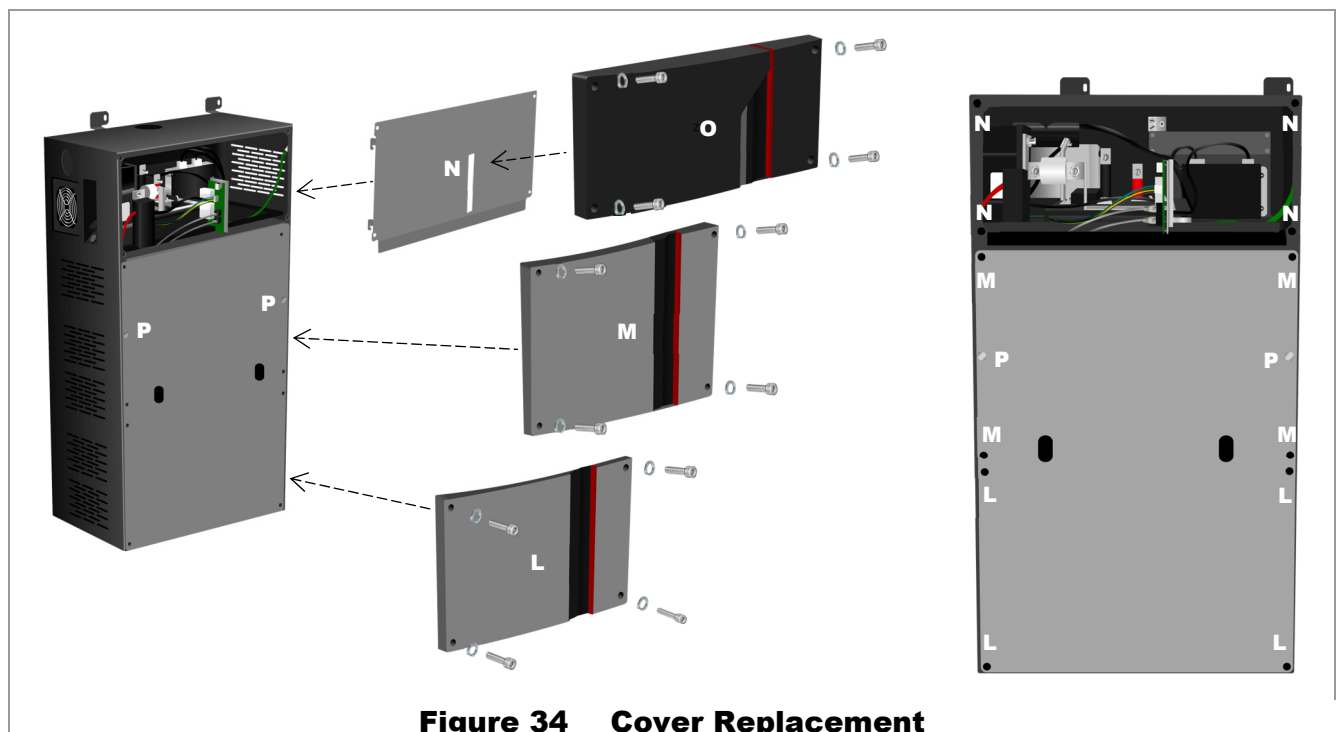 O
N
P
P
M
L
N N
N N
M M
P P
M M
L L
L L
Figure 34 Cover Replacement